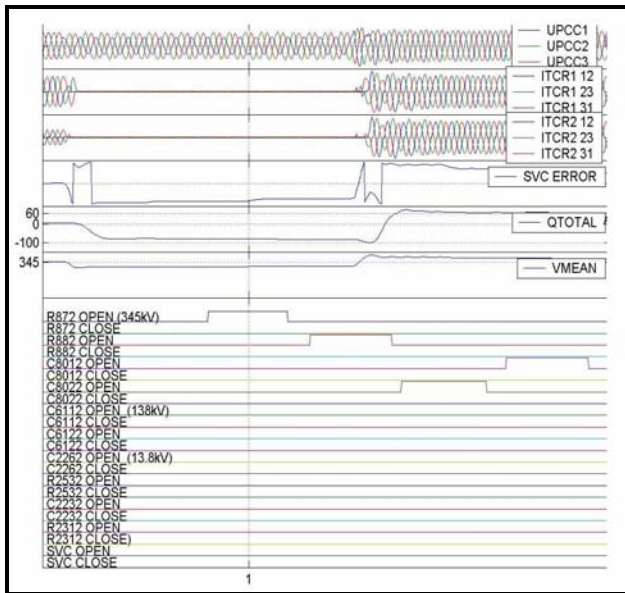 UPCC1
UPCC2
UPCC3
ITCR1 12
ITCR1 23
ITCR1 31
ITCR2 12
ITCR2 23
ITCR2 31
SVC ERROR
60
0
-100
QTOTAL
345
VMEAN
R872 OPEN (345kV)
R872 CLOSE
R882 OPEN
R882 CLOSE
C8012 OPEN
C8012 CLOSE
C8022 OPEN
C8022 CLOSE
C6112 OPEN (138kV)
C6112 CLOSE
C6122 OPEN
C6122 CLOSE
C2262 OPEN (13.8kV)
C2262 CLOSE
R2532 OPEN
R2532 CLOSE
C2232 OPEN
C2232 CLOSE
R2312 OPEN
R2312 CLOSE)
SVC OPEN
SVC CLOSE
1